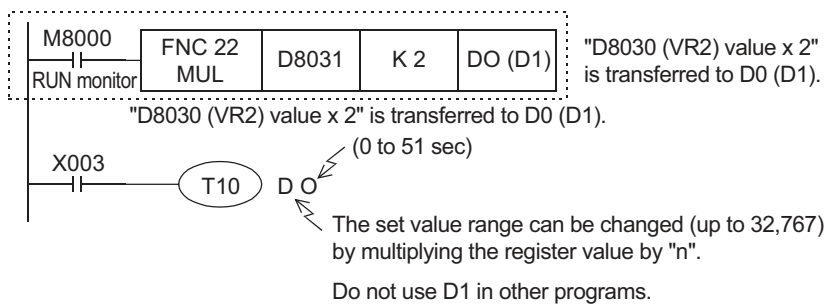 M8000
RUN monitor
FNC 22
MUL
D8031
K 2
DO (D1)
"D8030 (VR2) value x 2"
is transferred to D0 (D1).
"D8030 (VR2) value x 2" is transferred to D0 (D1).
X003
T10
D O
(0 to 51 sec)
The set value range can be changed (up to 32,767)
by multiplying the register value by "n".
Do not use D1 in other programs.